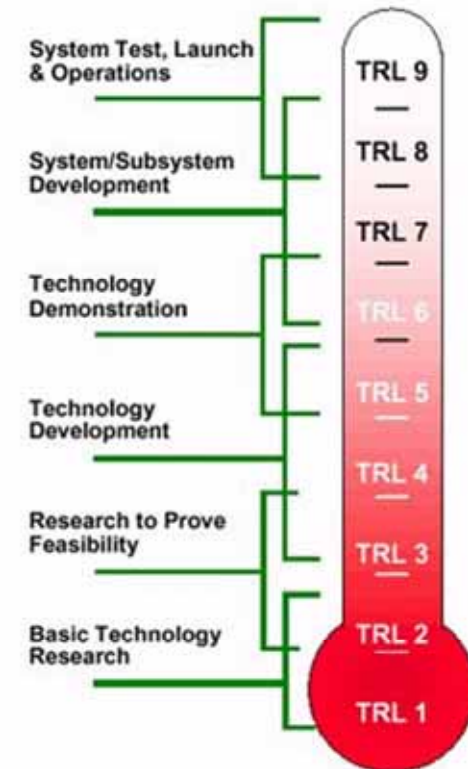 System Test, Launch
& Operations
System/Subsystem
Development
Technology
Demonstration
Technology
Development
Research to Prove
Feasibility
Basic Technology
Research
TRL 9
TRL 8
TRL 7
TRL 6
TRL 5
TRL 4
TRL 3
TRL 2
TRL 1